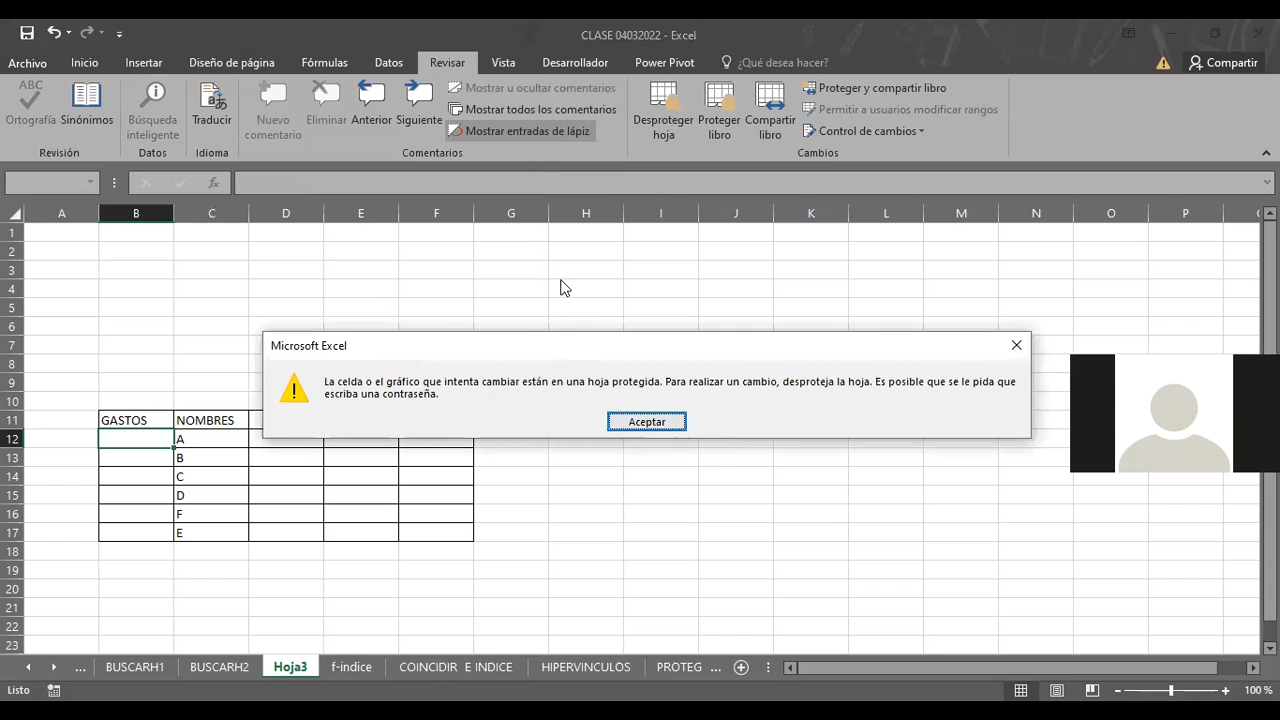 CLASE 04032022 - Excel
Archivo Inicio Insertar Diseño de página Fórmulas Datos Revisar Vista Desarrollador Power Pivot ¿Qué desea hacer? Compartir
ABC
Ortografía
Sinónimos
Revisión
Búsqueda
inteligente
Datos
Traducir
Idioma
Nuevo
comentario
Eliminar
Anterior
Siguiente
Mostrar u ocultar comentarios
Mostrar todos los comentarios
Mostrar entradas de lápiz
Comentarios
Desproteger
hoja
Proteger
libro
Compartir
libro
Proteger y compartir libro
Permitir a usuarios modificar rangos
Control de cambios
Cambios
fx
A B C D E F G H I J K L M N O P
1
2
3
4
5
6
7
8
9
10
Microsoft Excel
La celda o el gráfico que intenta cambiar están en una hoja protegida. Para realizar un cambio, desproteja la hoja. Es posible que se le pida que
escriba una contraseña.
Aceptar
11 GASTOS NOMBRES
12 A
13 B
14 C
15 D
16 F
17 E
18
19
20
21
22
23
... BUSCARH1 BUSCARH2 Hoja3 f-indice COINCIDIR E INDICE HIPERVINCULOS PROTEG ...
Listo 100 %